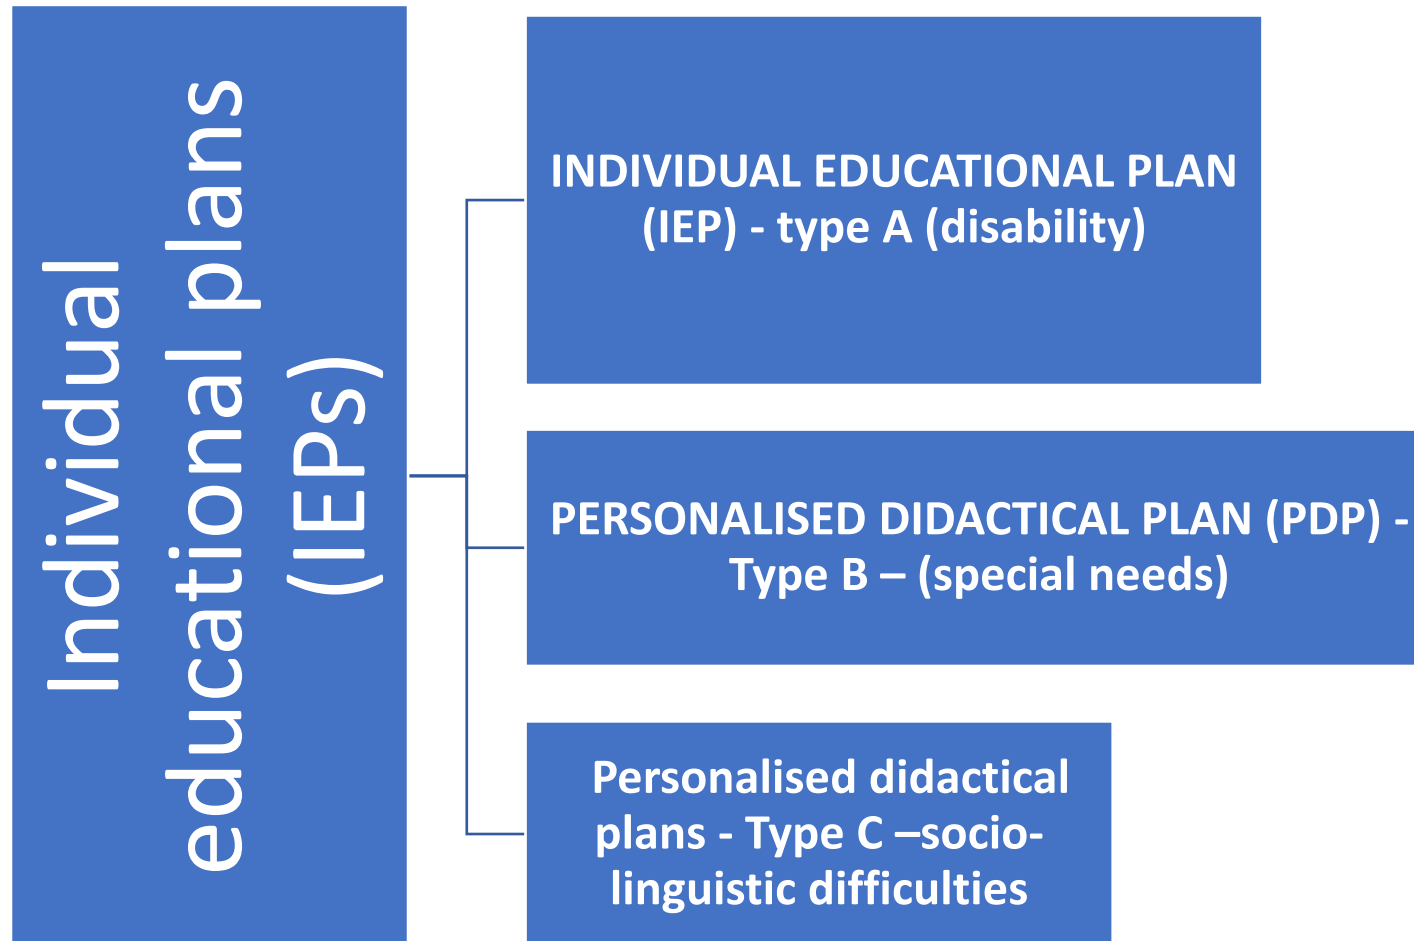 Individual
educational plans
(IEPs)
INDIVIDUAL EDUCATIONAL PLAN
(IEP) - type A (disability)
PERSONALISED DIDACTICAL PLAN (PDP) -
Type B – (special needs)
Personalised didactical
plans - Type C –socio-
linguistic difficulties